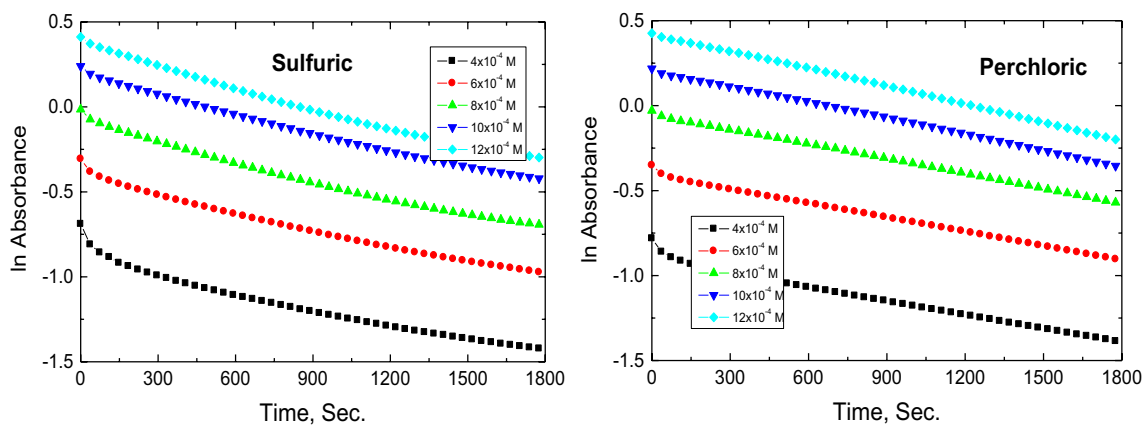 Sulfuric
4x10⁻⁴ M
6x10⁻⁴ M
8x10⁻⁴ M
10x10⁻⁴ M
12x10⁻⁴ M
0.5
0.0
-0.5
-1.0
-1.5
ln Absorbance
0 300 600 900 1200 1500 1800
Time, Sec.
Perchloric
4x10⁻⁴ M
6x10⁻⁴ M
8x10⁻⁴ M
10x10⁻⁴ M
12x10⁻⁴ M
0.5
0.0
-0.5
-1.0
-1.5
ln Absorbance
0 300 600 900 1200 1500 1800
Time, Sec.